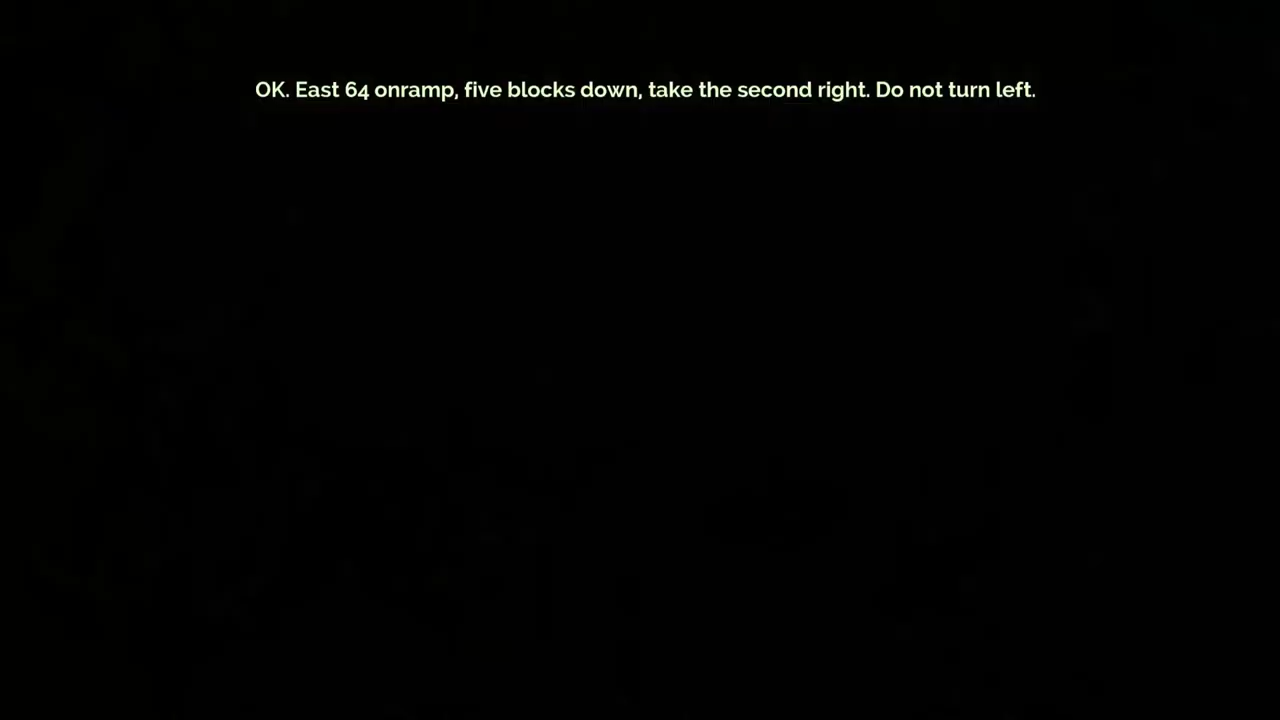 OK. East 64 onramp, five blocks down, take the second right. Do not turn left.